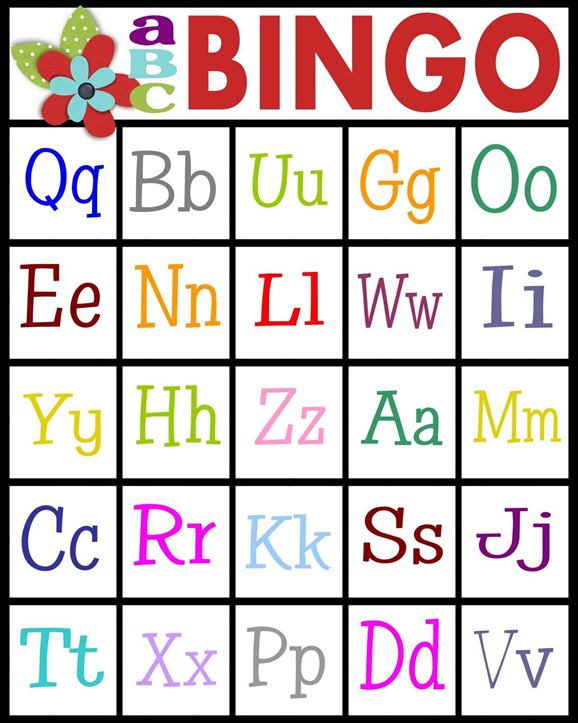 aBC BINGO
Qq Bb Uu Gg Oo
Ee Nn Ll Ww Ii
Yy Hh Zz Aa Mm
Cc Rr Kk Ss Jj
Tt Xx Pp Dd Vv